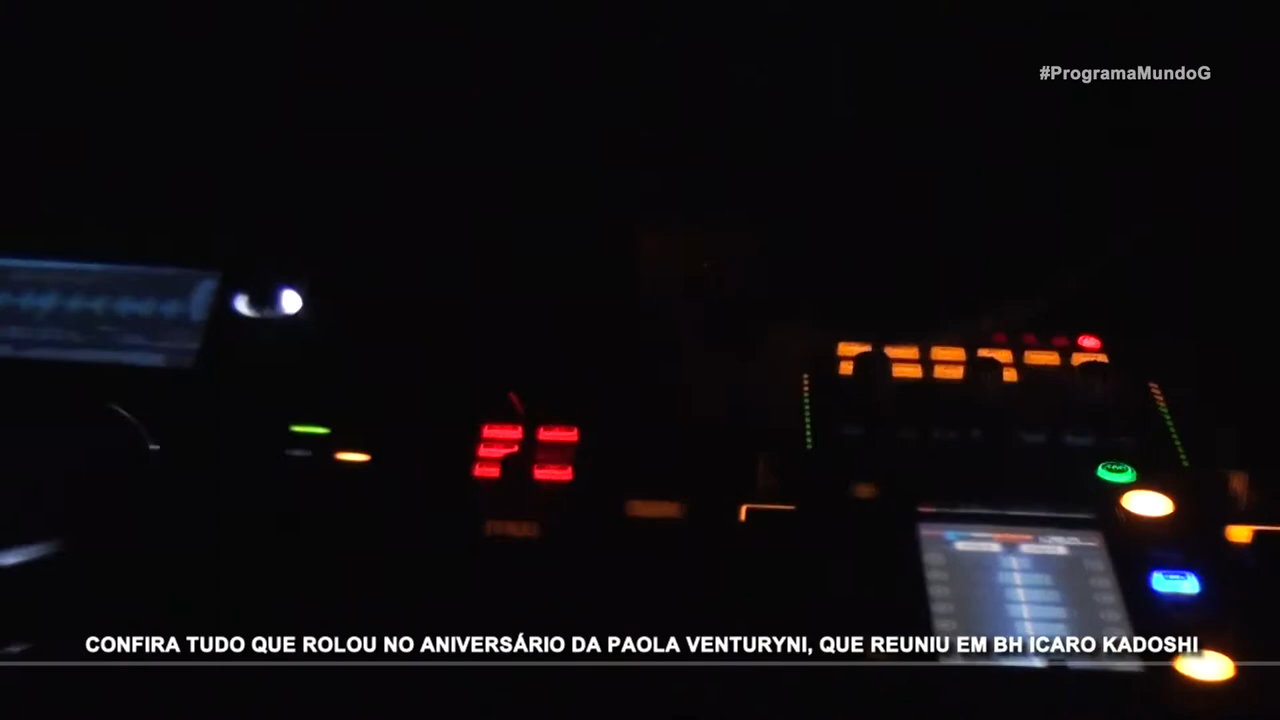 #ProgramaMundoG
CONFIRA TUDO QUE ROLOU NO ANIVERSÁRIO DA PAOLA VENTURYNI, QUE REUNIU EM BH ICARO KADOSHI